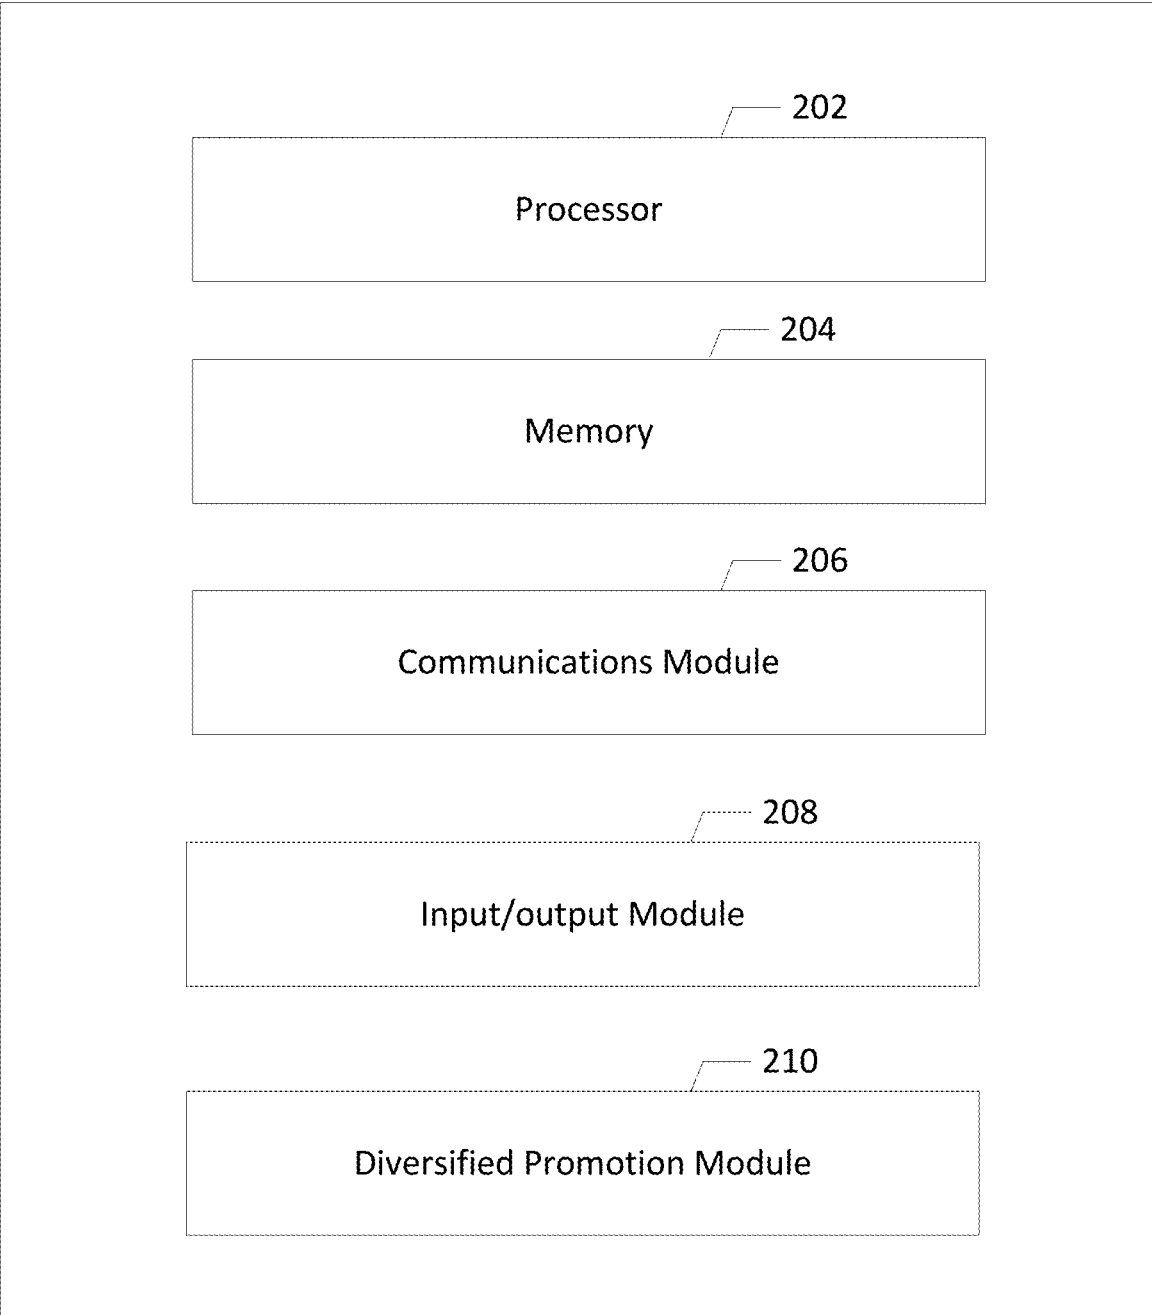 202
Processor
204
Memory
206
Communications Module
208
Input/output Module
210
Diversified Promotion Module